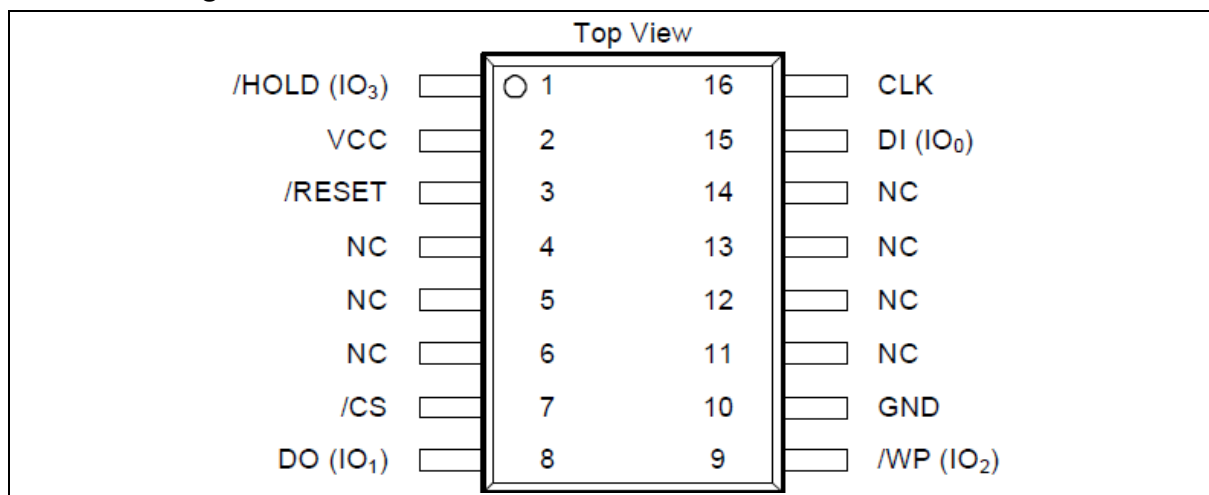 Top View
/HOLD (IO₃) 1 16 CLK
VCC 2 15 DI (IO₀)
/RESET 3 14 NC
NC 4 13 NC
NC 5 12 NC
NC 6 11 NC
/CS 7 10 GND
DO (IO₁) 8 9 /WP (IO₂)